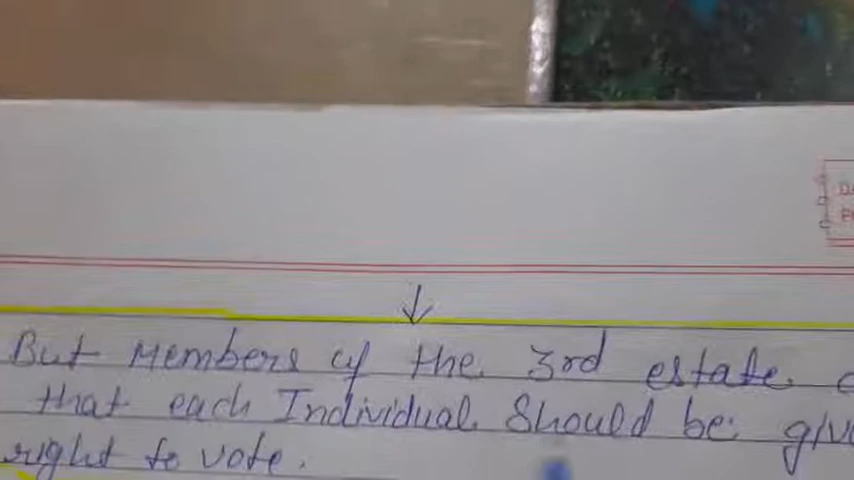 But Members of the 3rd estate
that each Individual Should be
right to vote.